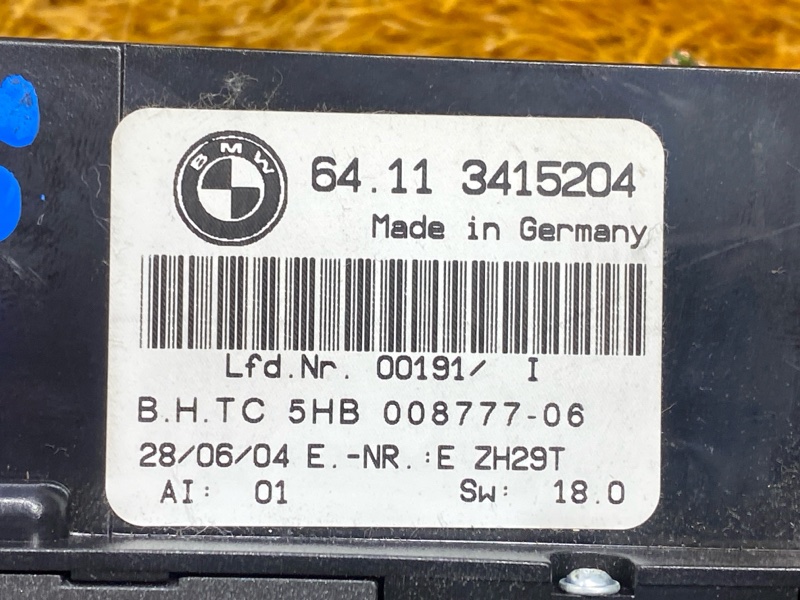 BMW
64.11 3415204
Made in Germany
Lfd.Nr. 00191/ I
B.H.TC 5HB 008777-06
28/06/04 E.-NR.:E ZH29T
AI: 01 Sw: 18.0